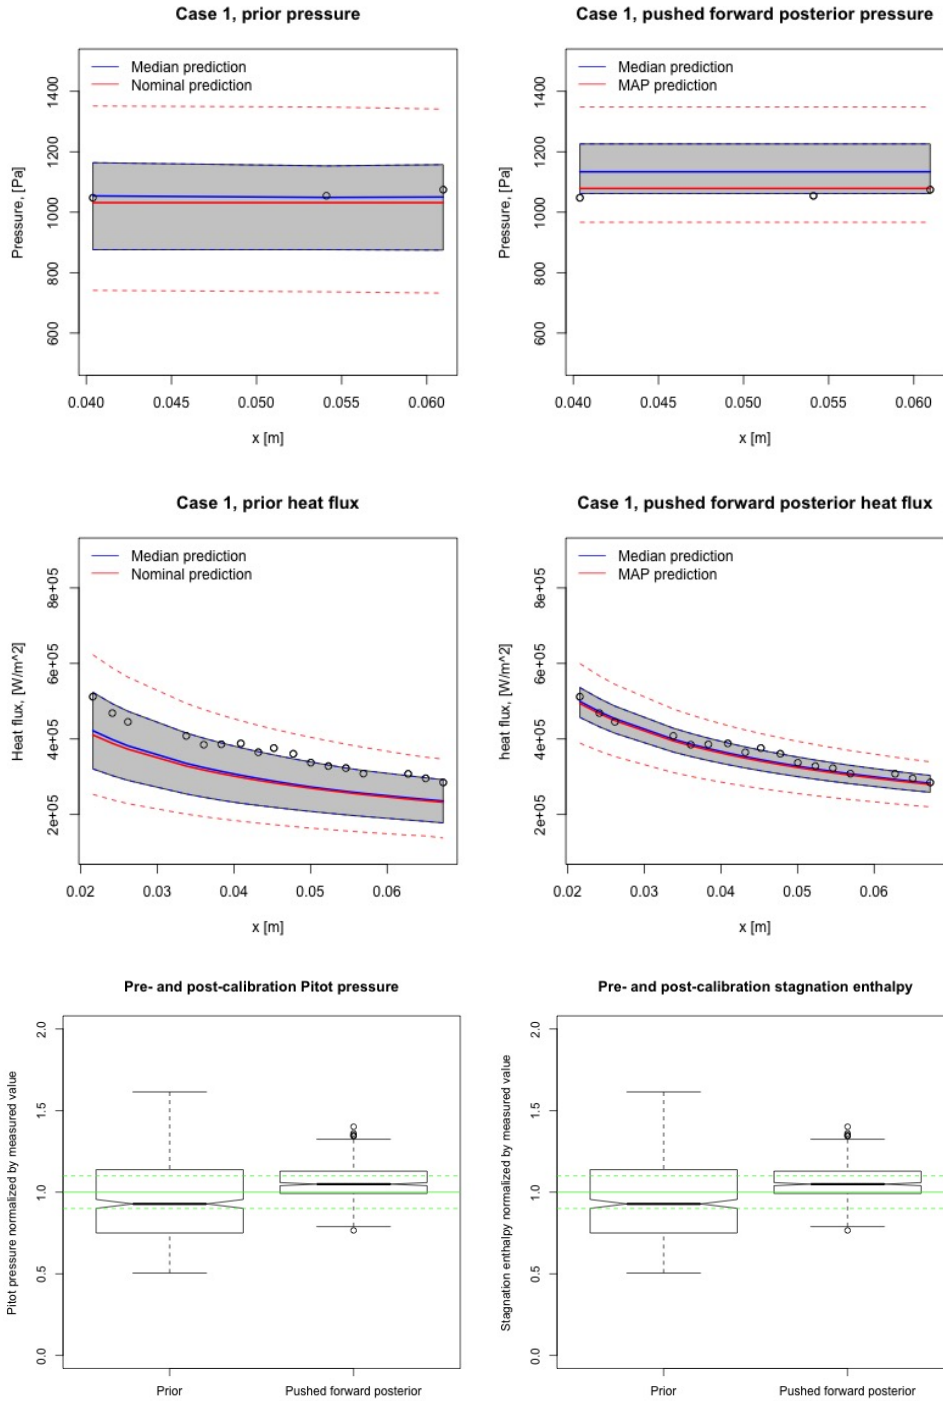 Case 1, prior pressure
Median prediction
Nominal prediction
Pressure, [Pa]
1400
1200
1000
800
600
0.040 0.045 0.050 0.055 0.060
x [m]
Case 1, pushed forward posterior pressure
Median prediction
MAP prediction
Pressure, [Pa]
1400
1200
1000
800
600
0.040 0.045 0.050 0.055 0.060
x [m]
Case 1, prior heat flux
Median prediction
Nominal prediction
Heat flux, [W/m^2]
8e+05
6e+05
4e+05
2e+05
0.02 0.03 0.04 0.05 0.06
x [m]
Case 1, pushed forward posterior heat flux
Median prediction
MAP prediction
heat flux, [W/m^2]
8e+05
6e+05
4e+05
2e+05
0.02 0.03 0.04 0.05 0.06
x [m]
Pre- and post-calibration Pitot pressure
Pitot pressure normalized by measured value
2.0
1.5
1.0
0.5
0.0
Prior Pushed forward posterior
Pre- and post-calibration stagnation enthalpy
Stagnation enthalpy normalized by measured value
2.0
1.5
1.0
0.5
0.0
Prior Pushed forward posterior